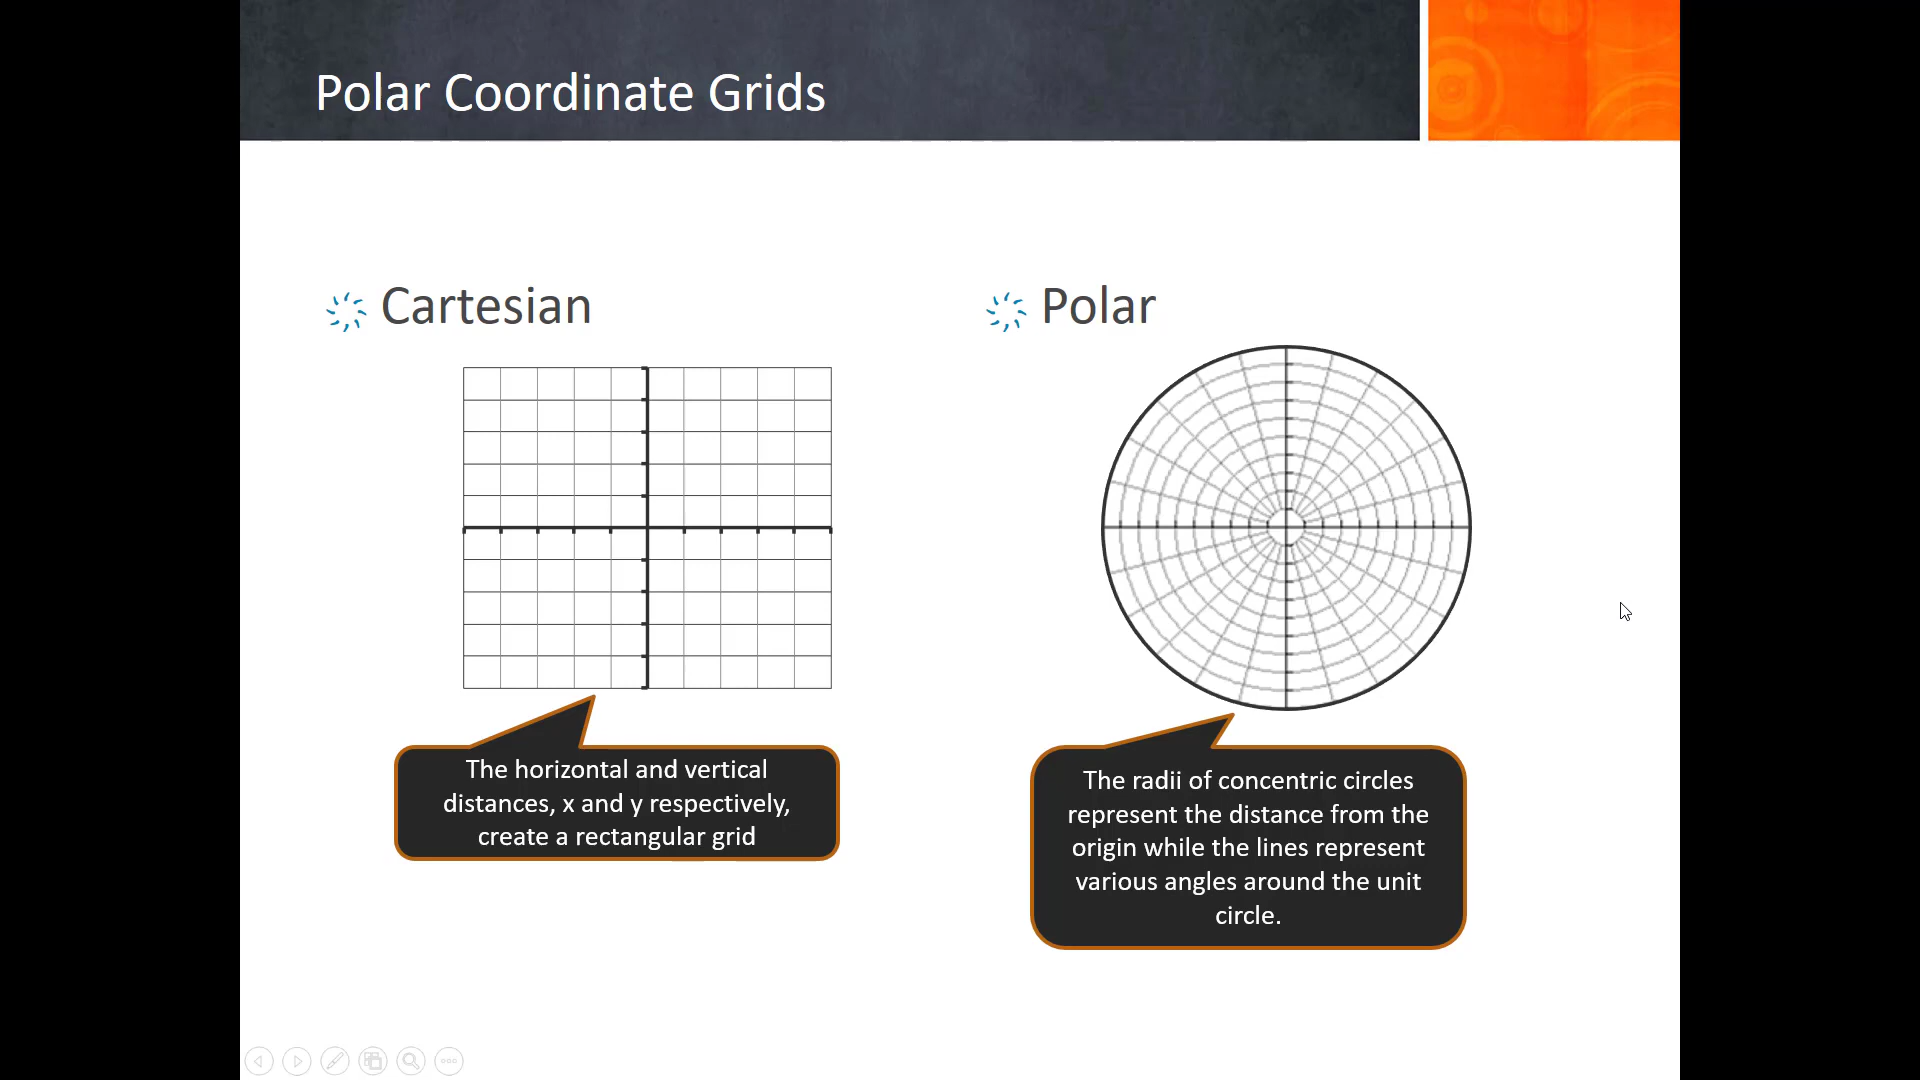 Polar Coordinate Grids
Cartesian
Polar
The horizontal and vertical
distances, x and y respectively,
create a rectangular grid
The radii of concentric circles
represent the distance from the
origin while the lines represent
various angles around the unit
circle.